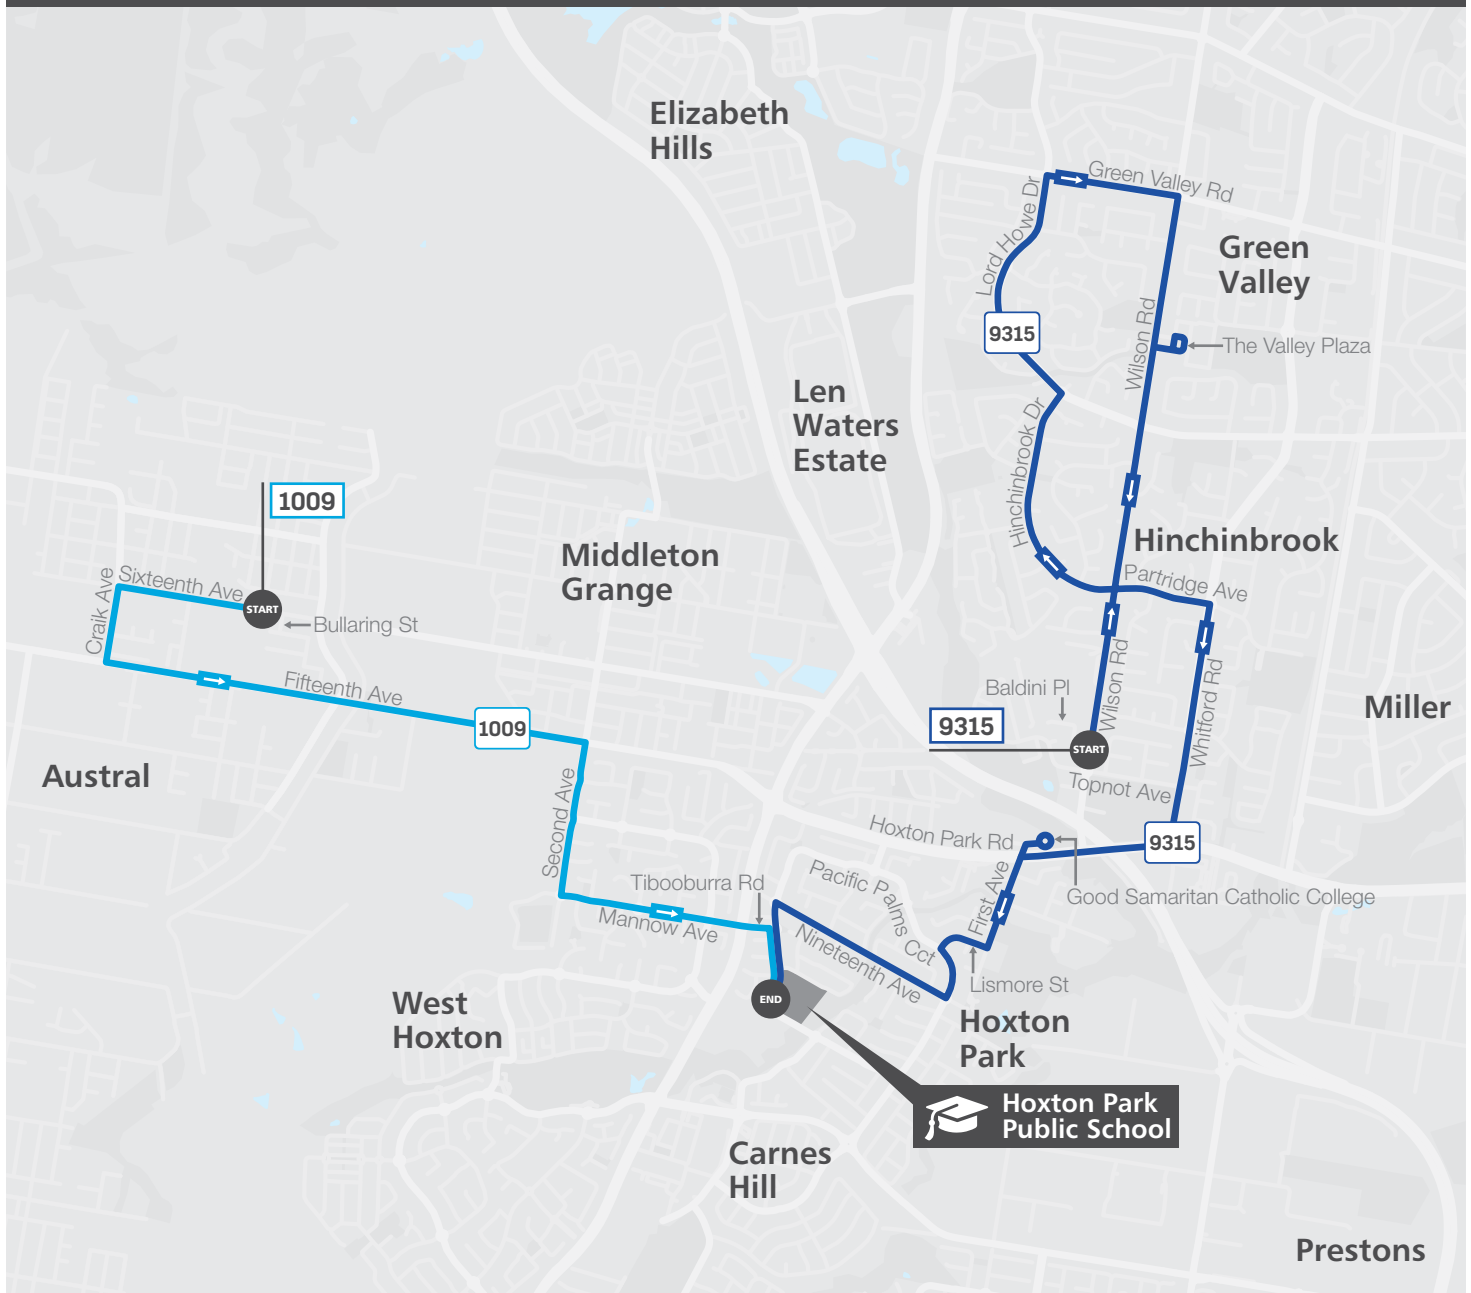 Elizabeth
Hills
Green Valley Rd
Lord Howe Dr
Green
Valley
9315
Wilson Rd
The Valley Plaza
Len
Waters
Estate
Hinchinbrook Dr
1009
Hinchinbrook
Middleton
Grange
Partridge Ave
Sixteenth Ave
START
Bullaring St
Craik Ave
Fifteenth Ave
Wilson Rd
Whitford Rd
Baldini Pl
Miller
9315
START
1009
Austral
Topnot Ave
Second Ave
Hoxton Park Rd
9315
First Ave
Pacific Palms Cct
Tibooburra Rd
Good Samaritan Catholic College
Mannow Ave
Nineteenth Ave
Lismore St
END
West
Hoxton
Hoxton
Park
Hoxton Park
Public School
Carnes
Hill
Prestons